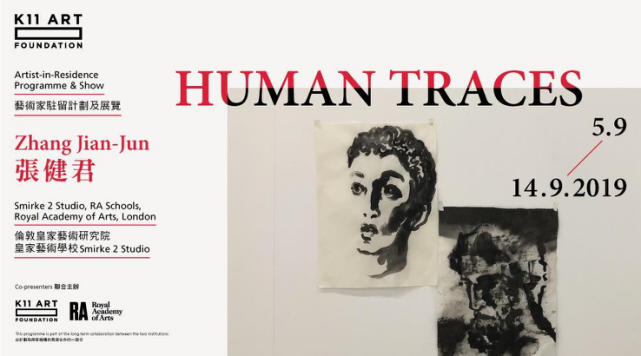 K11 ART
FOUNDATION
Artist-in-Residence
Programme & Show
藝術家駐留計劃及展覽
Zhang Jian-Jun
張健君
Smirke 2 Studio, RA Schools,
Royal Academy of Arts, London
倫敦皇家藝術研究院
皇家藝術學校 Smirke 2 Studio
Co-presenters 聯合主辦
K11 ART
FOUNDATION
RA Royal
Academy
of Arts
This programme is part of the long-term collaboration between the two institutions
HUMAN TRACES
5.9
14.9.2019